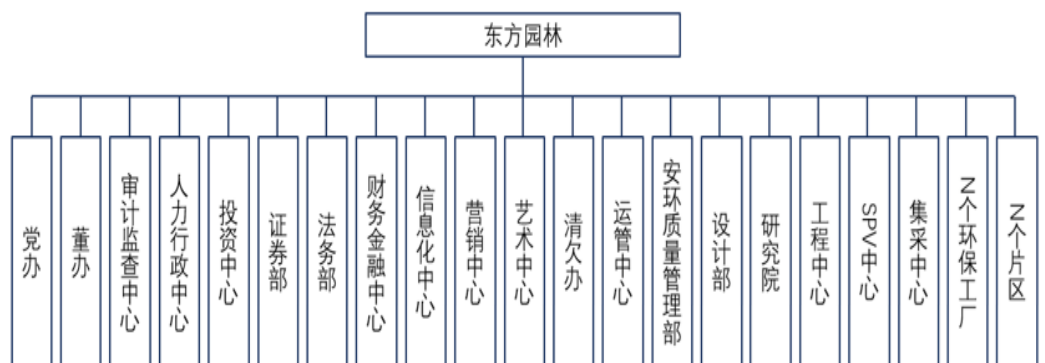 东方园林
党办
董办
审计监查中心
人力行政中心
投资中心
证券部
法务部
财务金融中心
信息化中心
营销中心
艺术中心
清欠办
运管中心
安环质量管理部
设计部
研究院
工程中心
SPV中心
集采中心
N个环保工厂
N个片区